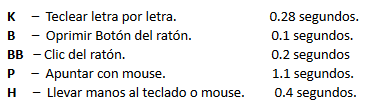 K – Teclear letra por letra. 0.28 segundos.
B – Oprimir Botón del ratón. 0.1 segundos.
BB – Clic del ratón. 0.2 segundos
P – Apuntar con mouse. 1.1 segundos.
H – Llevar manos al teclado o mouse. 0.4 segundos.